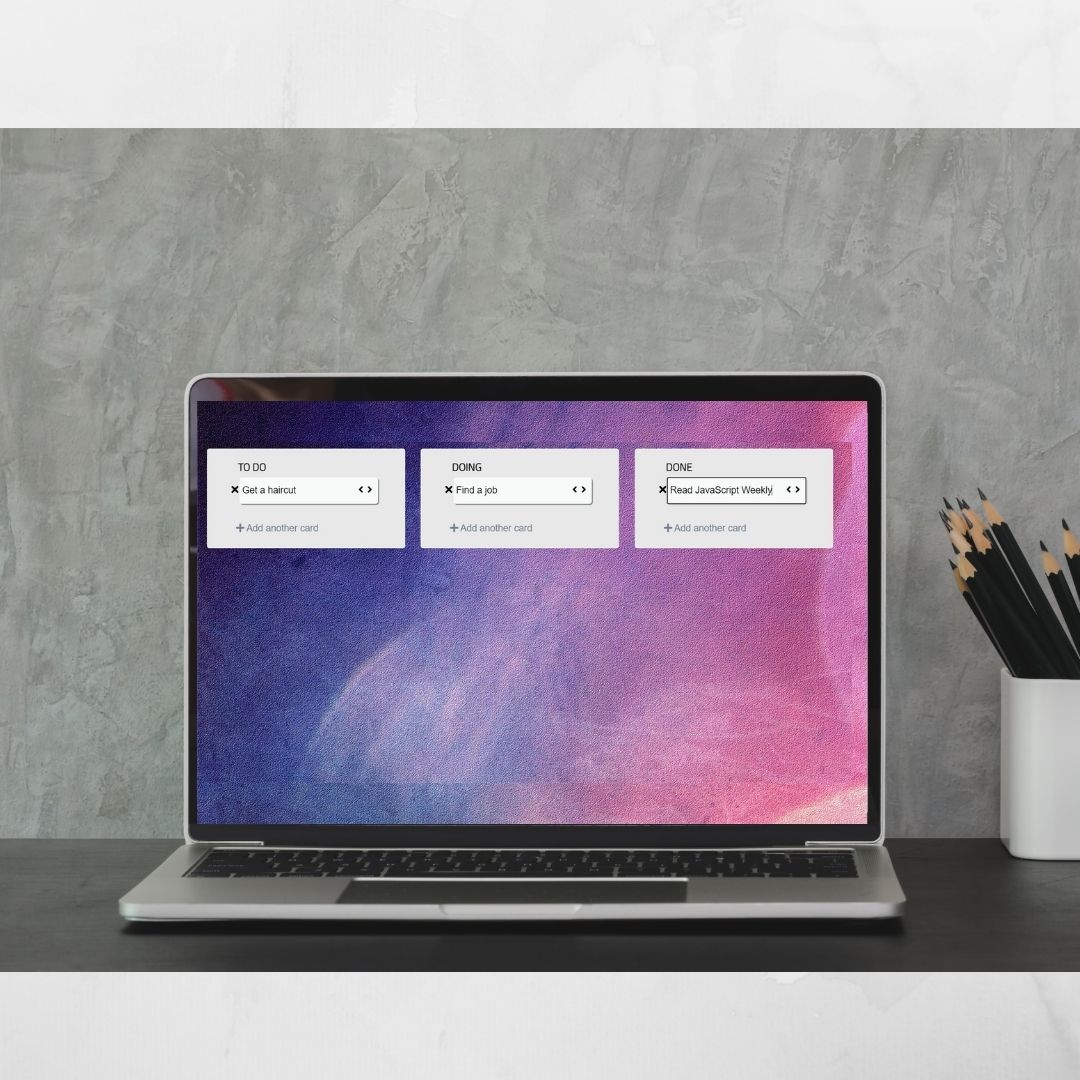 TO DO
Get a haircut
Add another card
DOING
Find a job
Add another card
DONE
Read JavaScript Weekly
Add another card